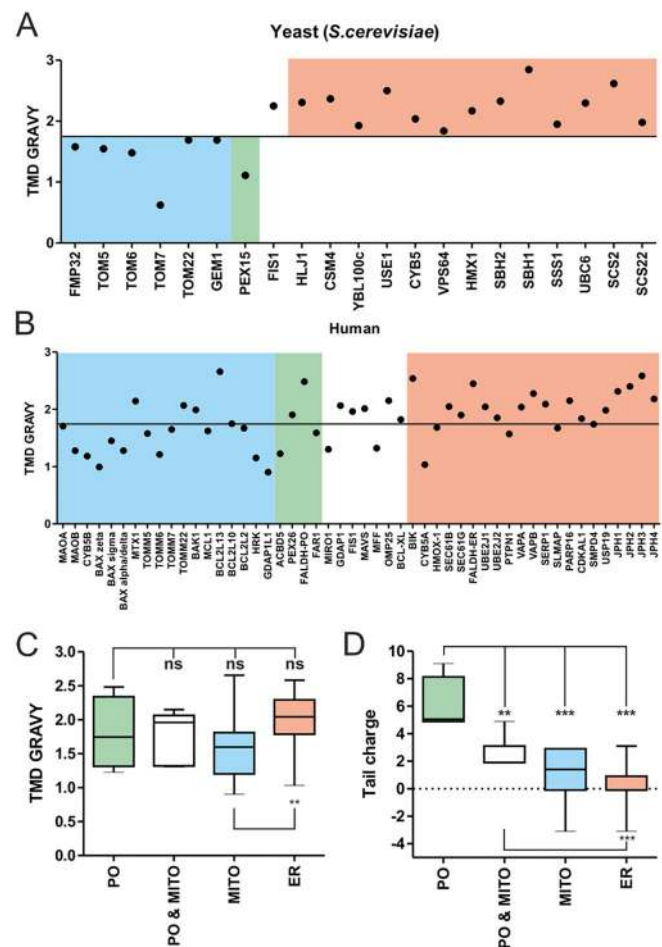 A
Yeast (S.cerevisiae)
TMD GRAVY
3
2
1
0
FMP32
TOM5
TOM6
TOM7
TOM22
GEM1
PEX15
FIS1
HLJ1
CSM4
YBL100c
USE1
CYB5
VPS64
HMX1
SBH2
SBH1
SSS1
UBC6
SCS2
SCS22
B
Human
TMD GRAVY
3
2
1
0
MAOA
MAOB
CYB5B
BAX zeta
BAX sigma
BAX alpha/delta
MTX1
TOMM5
TOMM6
TOMM7
TOMM22
BAK1
MCL1
BCL2L13
BCL2L10
BCL2L2
HRK
GDAP1L1
ACBD5
PEX26
FALDH-PO
FAR1
MIRO1
GDAP1
FIS1
MAVS
MFF
OMP25
BCL-XL
BIK
CYB5A
HMOX-1
SEC61B
SEC61G
FALDH-ER
UBE2J1
UBE2J2
PTPN1
VAPA
VAPB
SERP1
SLMAP
PARP16
CDKAL1
SMPD4
USP19
JPH1
JPH2
JPH3
JPH4
C
TMD GRAVY
3.0
2.5
2.0
1.5
1.0
0.5
0.0
ns
ns
ns
**
PO
PO & MITO
MITO
ER
D
Tail charge
10
8
6
4
2
0
-2
-4
**
***
***
***
PO
PO & MITO
MITO
ER